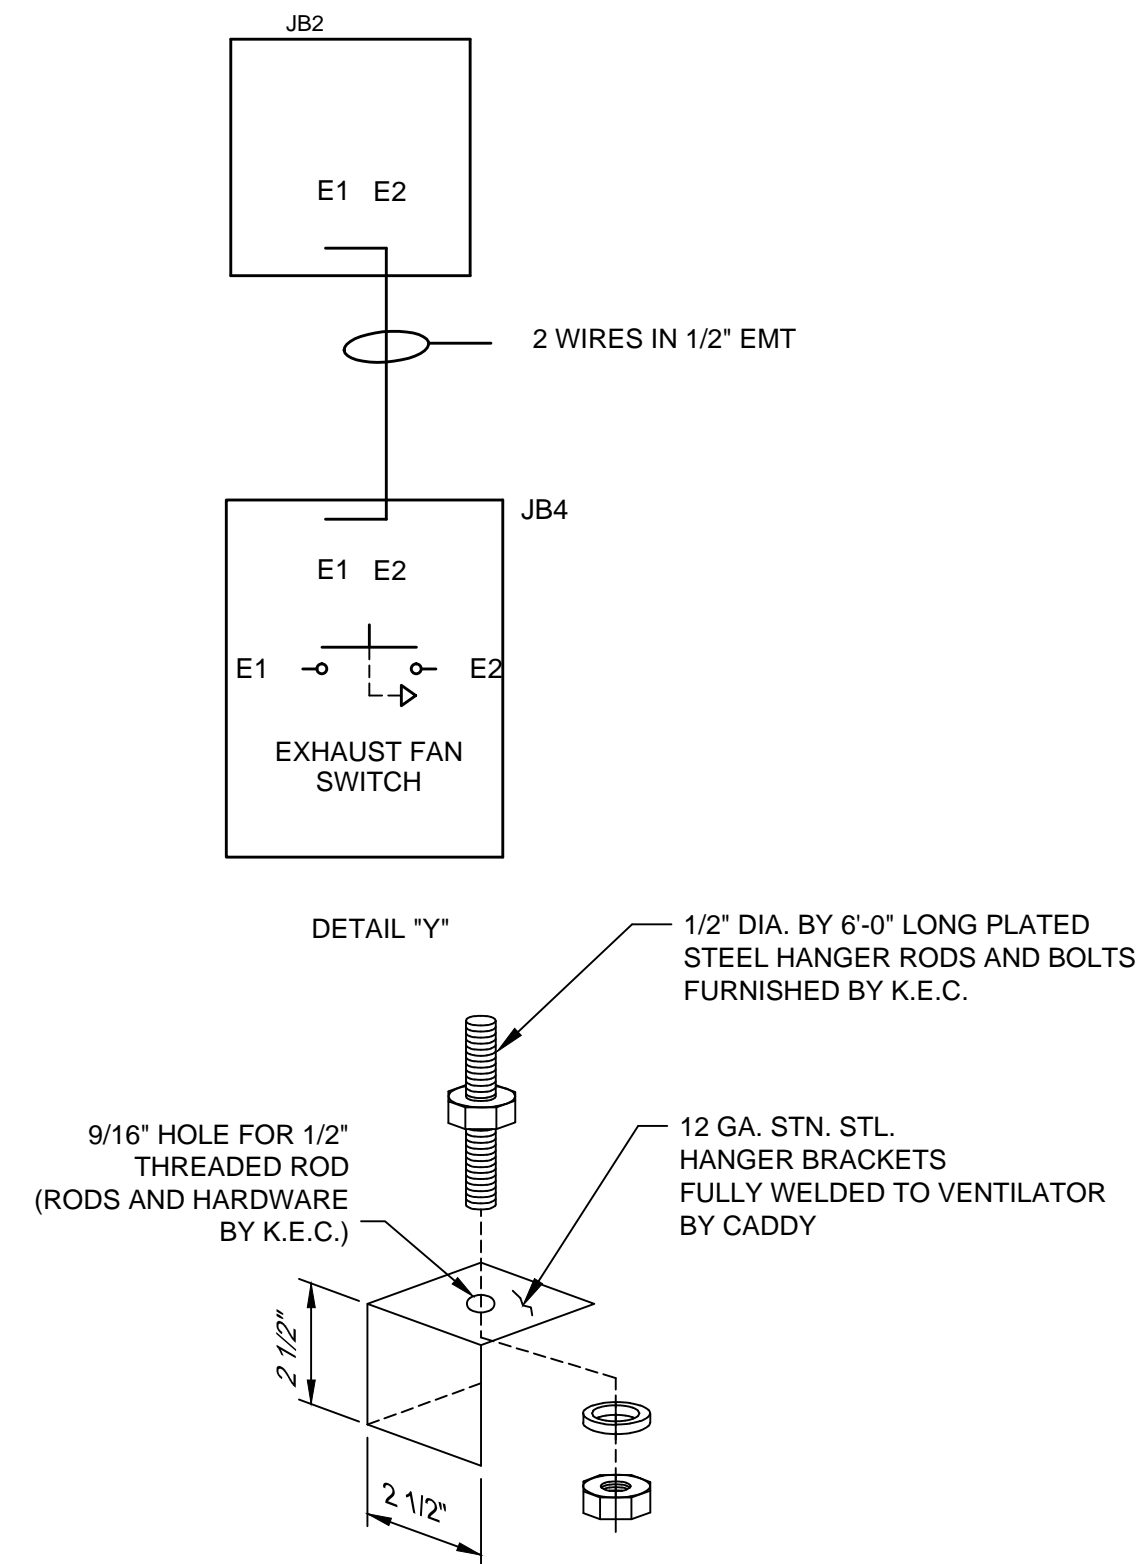 JB2
E1 E2
2 WIRES IN 1/2" EMT
JB4
E1 E2
E1 E2
EXHAUST FAN
SWITCH
DETAIL "Y"
1/2" DIA. BY 6'-0" LONG PLATED
STEEL HANGER RODS AND BOLTS
FURNISHED BY K.E.C.
9/16" HOLE FOR 1/2"
THREADED ROD
(RODS AND HARDWARE
BY K.E.C.)
12 GA. STN. STL.
HANGER BRACKETS
FULLY WELDED TO VENTILATOR
BY CADDY
2 1/2"
2 1/2"